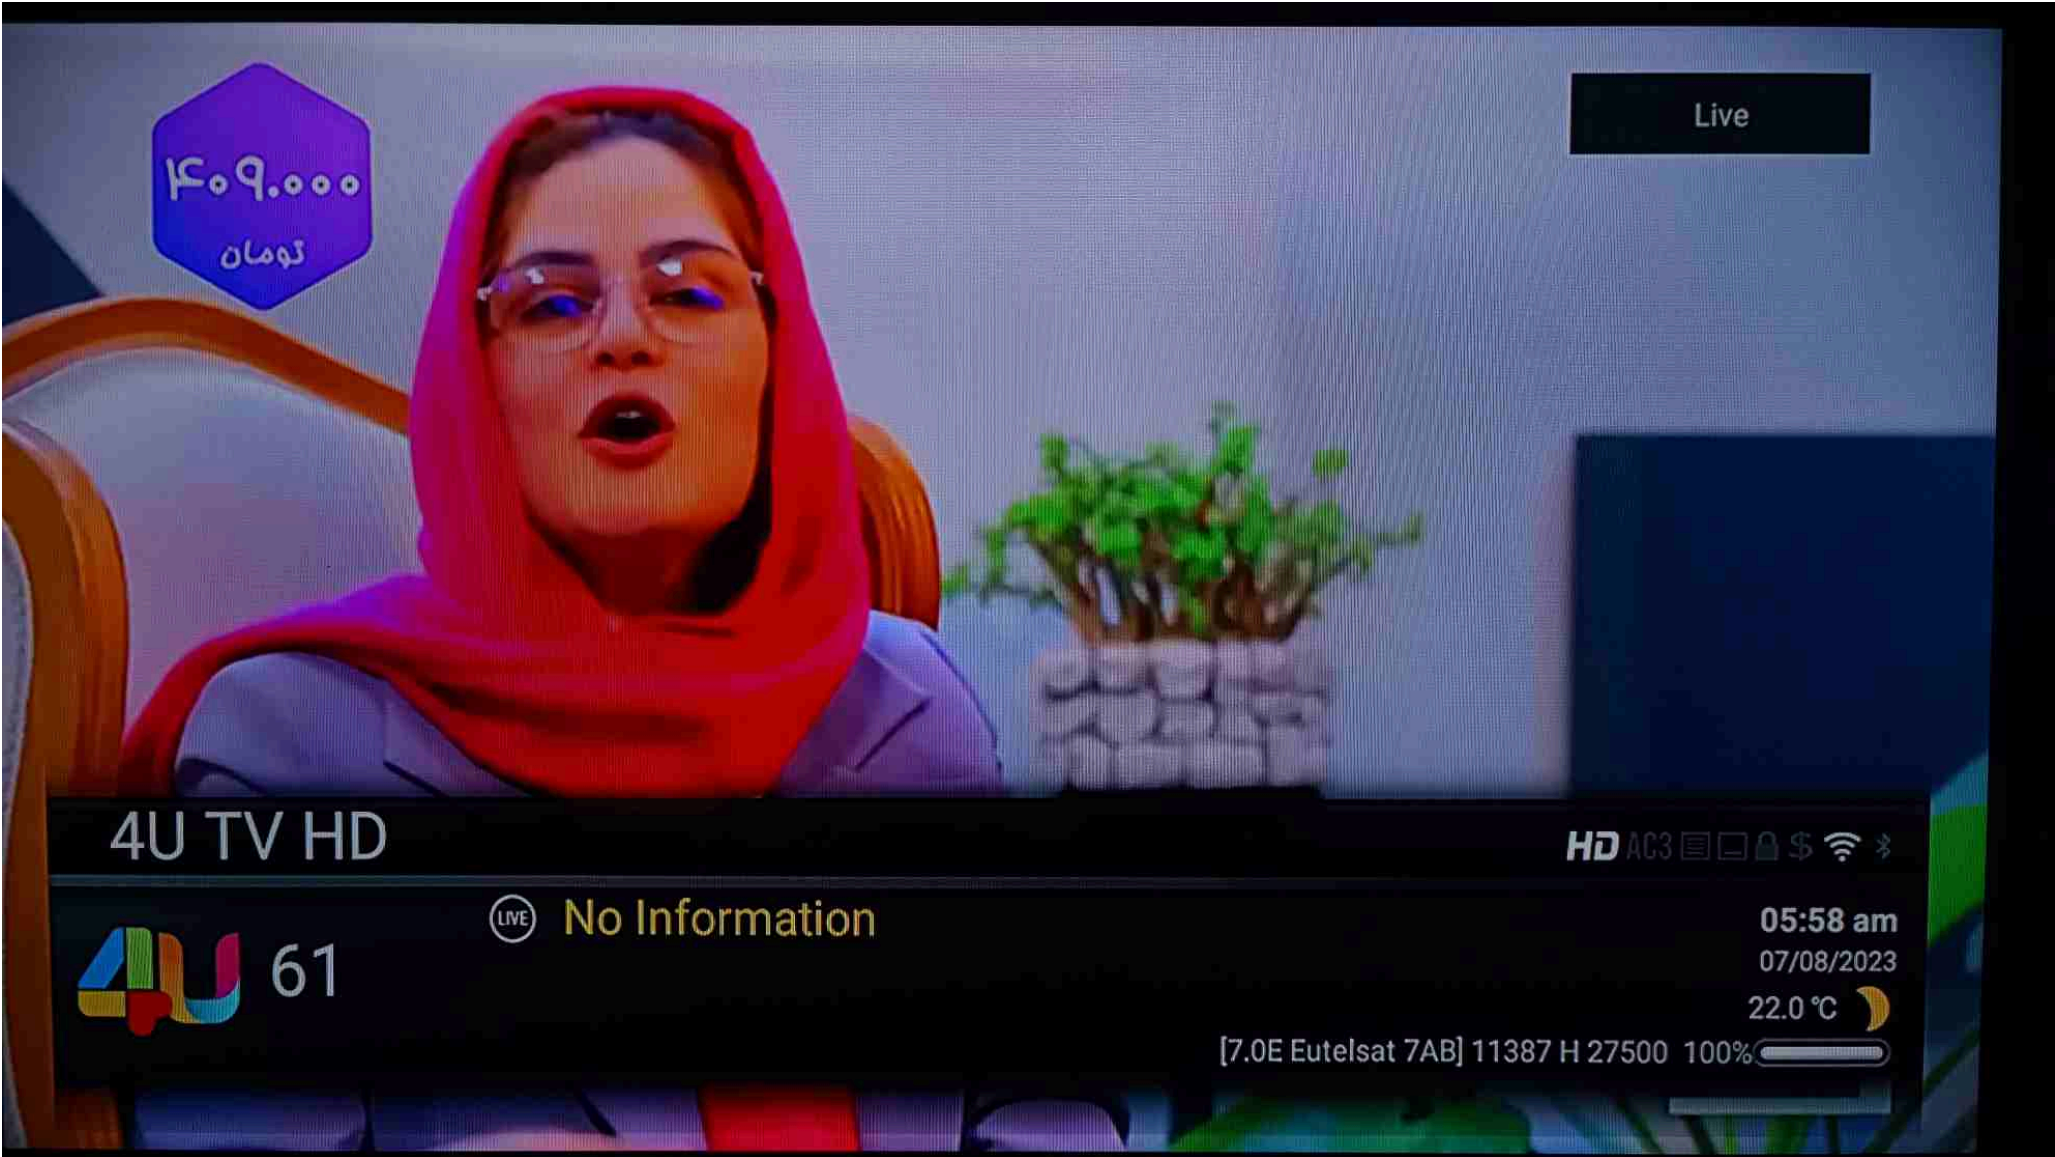 ۴۰۹.۰۰۰
تومان
Live
4U TV HD
HD AC3 $
4U 61
LIVE No Information
05:58 am
07/08/2023
22.0 °C
[7.0E Eutelsat 7AB] 11387 H 27500 100%